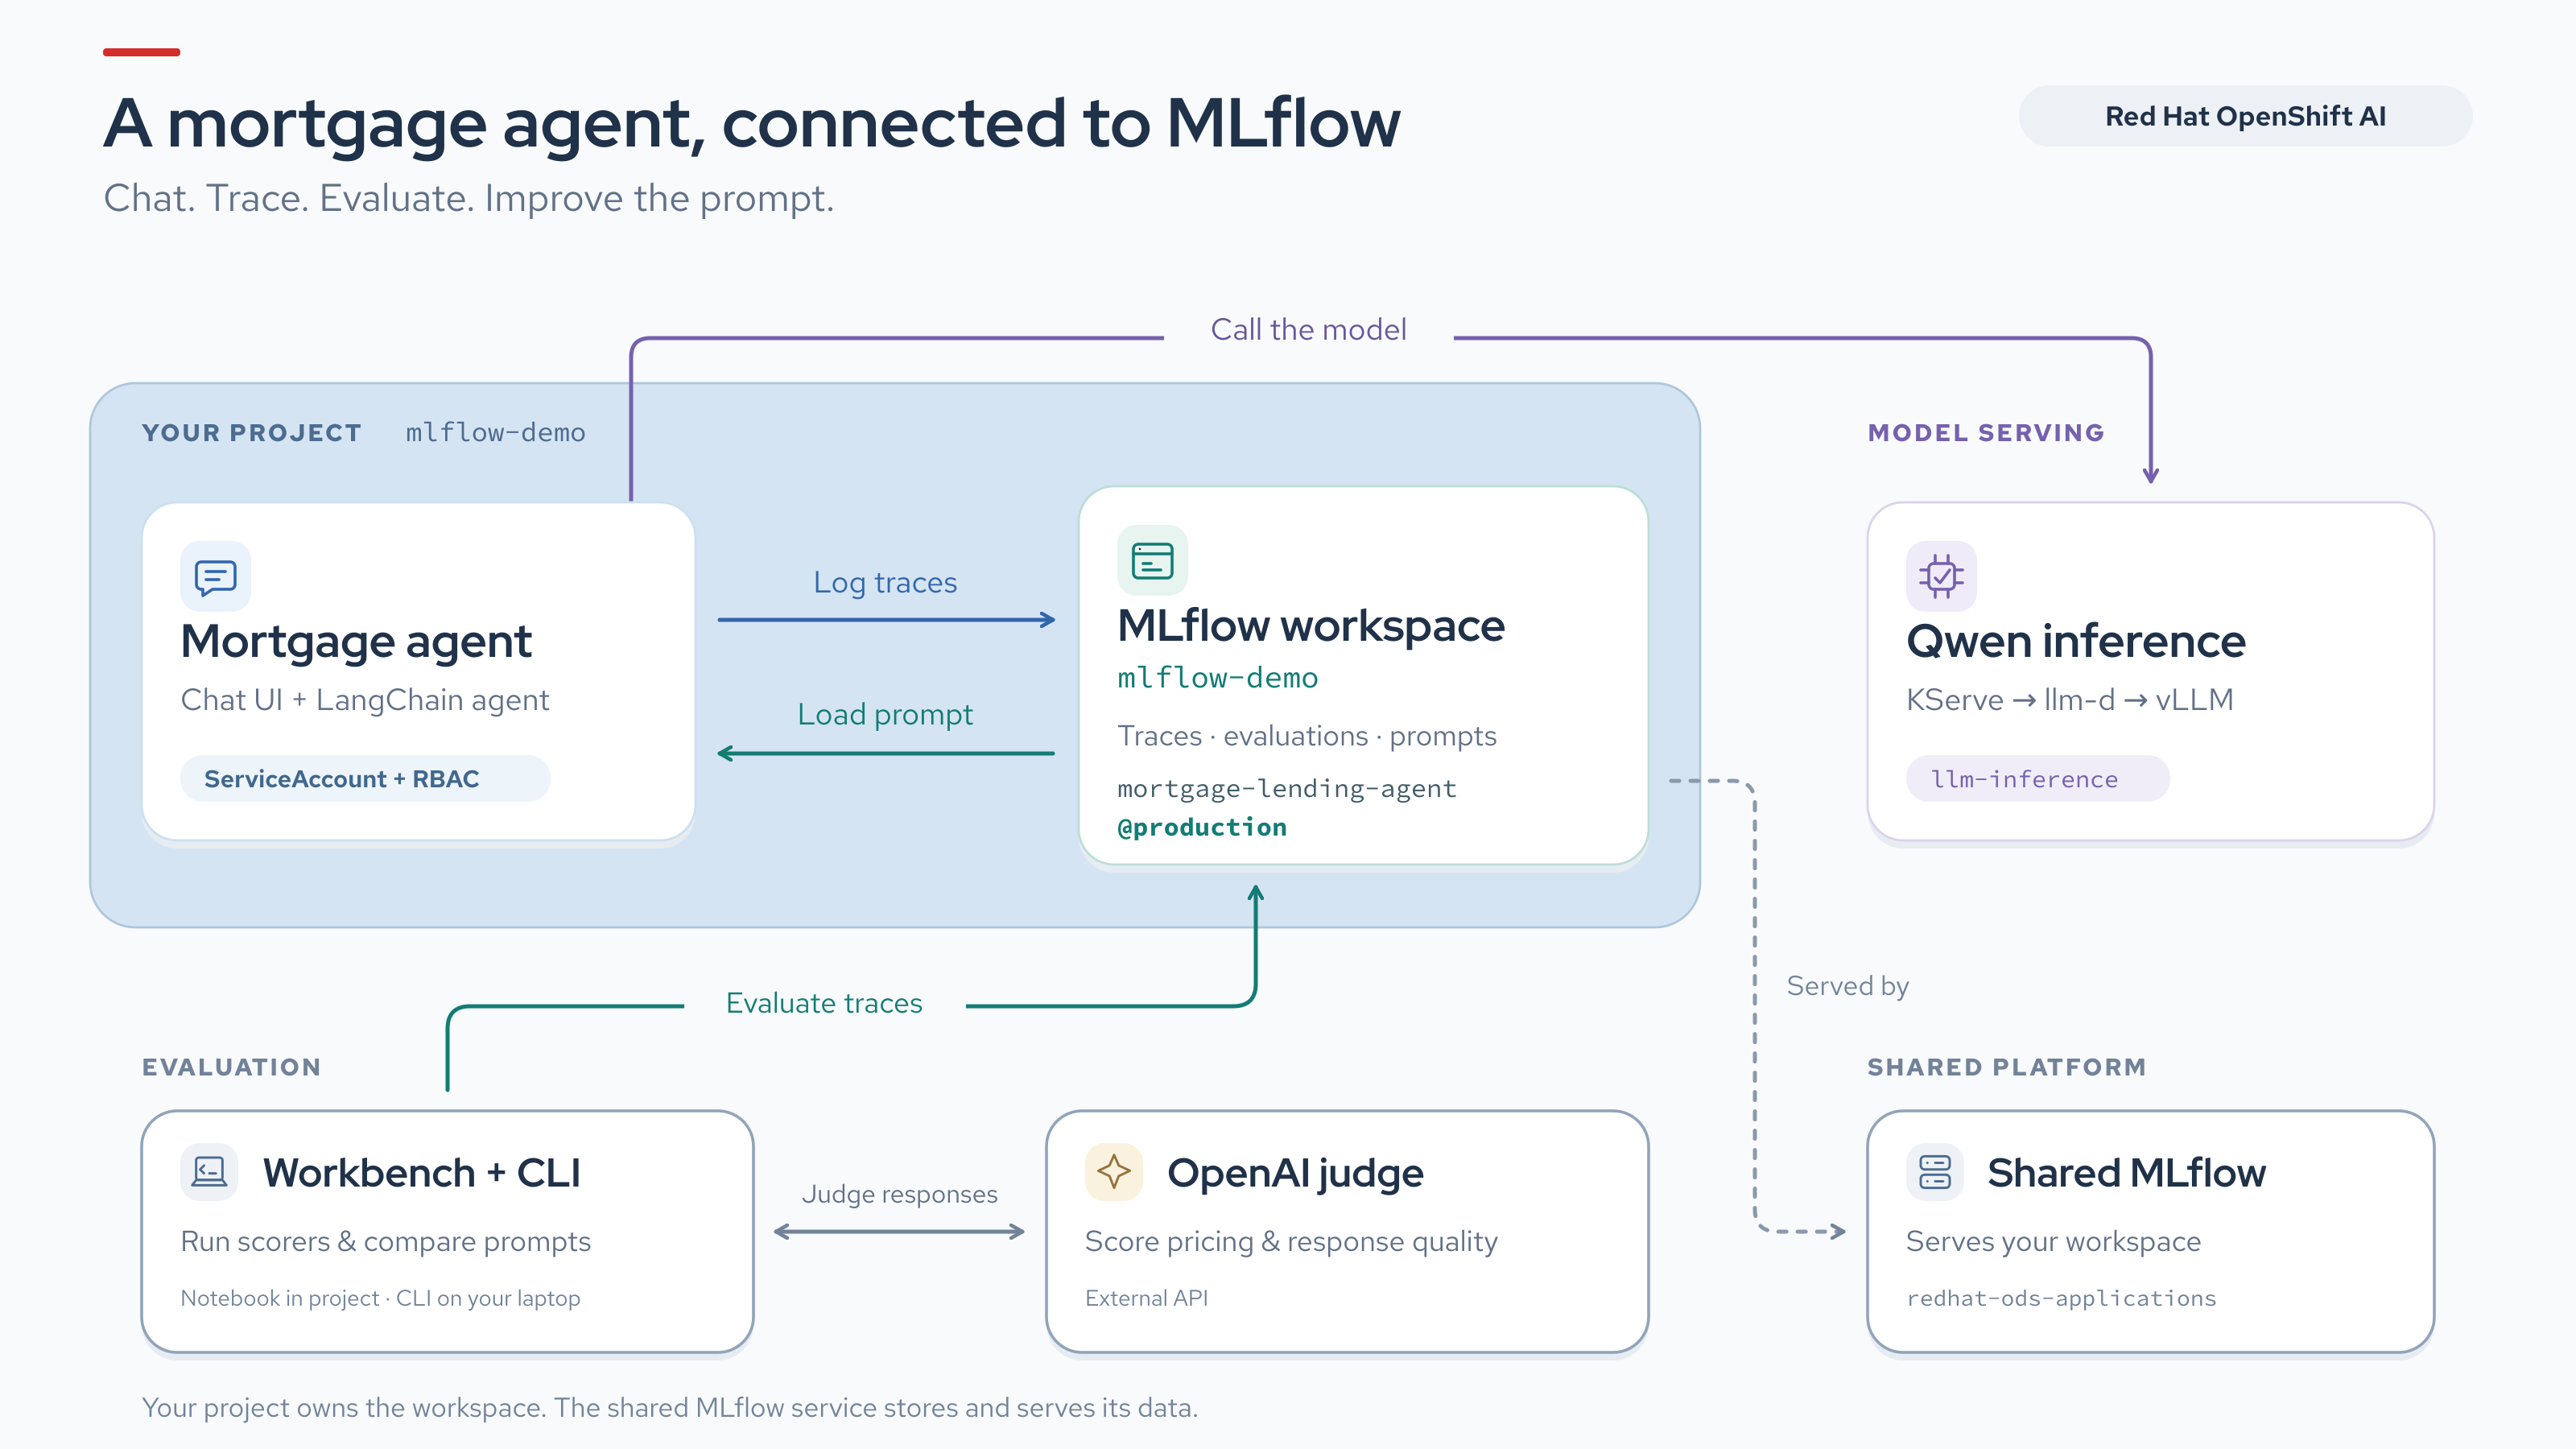 A mortgage agent, connected to MLflow
Red Hat OpenShift AI
Chat. Trace. Evaluate. Improve the prompt.
Call the model
YOUR PROJECT mlflow-demo
MODEL SERVING
Mortgage agent
Chat UI + LangChain agent
ServiceAccount + RBAC
Log traces
Load prompt
MLflow workspace
mlflow-demo
Traces · evaluations · prompts
mortgage-lending-agent
@production
Qwen inference
KServe → llm-d → vLLM
llm-inference
Evaluate traces
Served by
EVALUATION
SHARED PLATFORM
Workbench + CLI
Run scorers & compare prompts
Notebook in project · CLI on your laptop
Judge responses
OpenAI judge
Score pricing & response quality
External API
Shared MLflow
Serves your workspace
redhat-ods-applications
Your project owns the workspace. The shared MLflow service stores and serves its data.